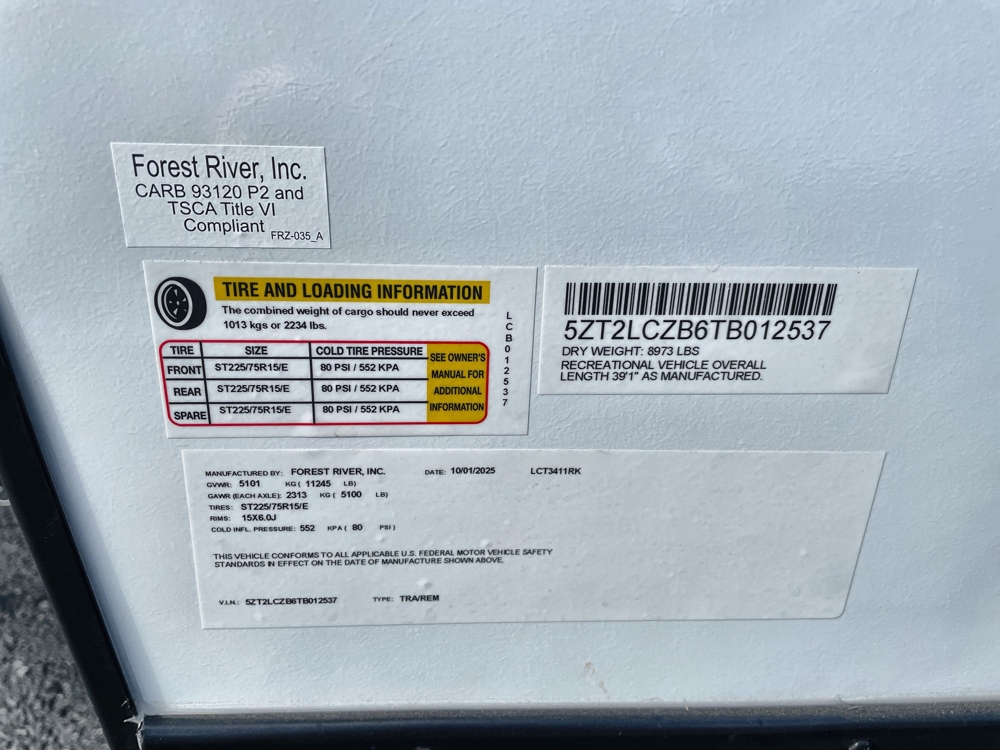 Forest River, Inc.
CARB 93120 P2 and
TSCA Title VI
Compliant
FRZ-035_A
TIRE AND LOADING INFORMATION
The combined weight of cargo should never exceed
1013 kgs or 2234 lbs.
TIRE SIZE COLD TIRE PRESSURE
FRONT ST225/75R15/E 80 PSI / 552 KPA
REAR ST225/75R15/E 80 PSI / 552 KPA
SPARE ST225/75R15/E 80 PSI / 552 KPA
SEE OWNER'S
MANUAL FOR
ADDITIONAL
INFORMATION
LCB012537
5ZT2LCZB6TB012537
DRY WEIGHT: 8973 LBS
RECREATIONAL VEHICLE OVERALL
LENGTH 39'1" AS MANUFACTURED.
MANUFACTURED BY: FOREST RIVER, INC. DATE: 10/01/2025 LCT3411RK
GVWR: 5101 KG ( 11245 LB)
GAWR (EACH AXLE): 2313 KG ( 5100 LB)
TIRES: ST225/75R15/E
RIMS: 15X6.0J
COLD INFL. PRESSURE: 552 KPA ( 80 PSI )
THIS VEHICLE CONFORMS TO ALL APPLICABLE U.S. FEDERAL MOTOR VEHICLE SAFETY
STANDARDS IN EFFECT ON THE DATE OF MANUFACTURE SHOWN ABOVE.
V.I.N.: 5ZT2LCZB6TB012537 TYPE: TRA/REM